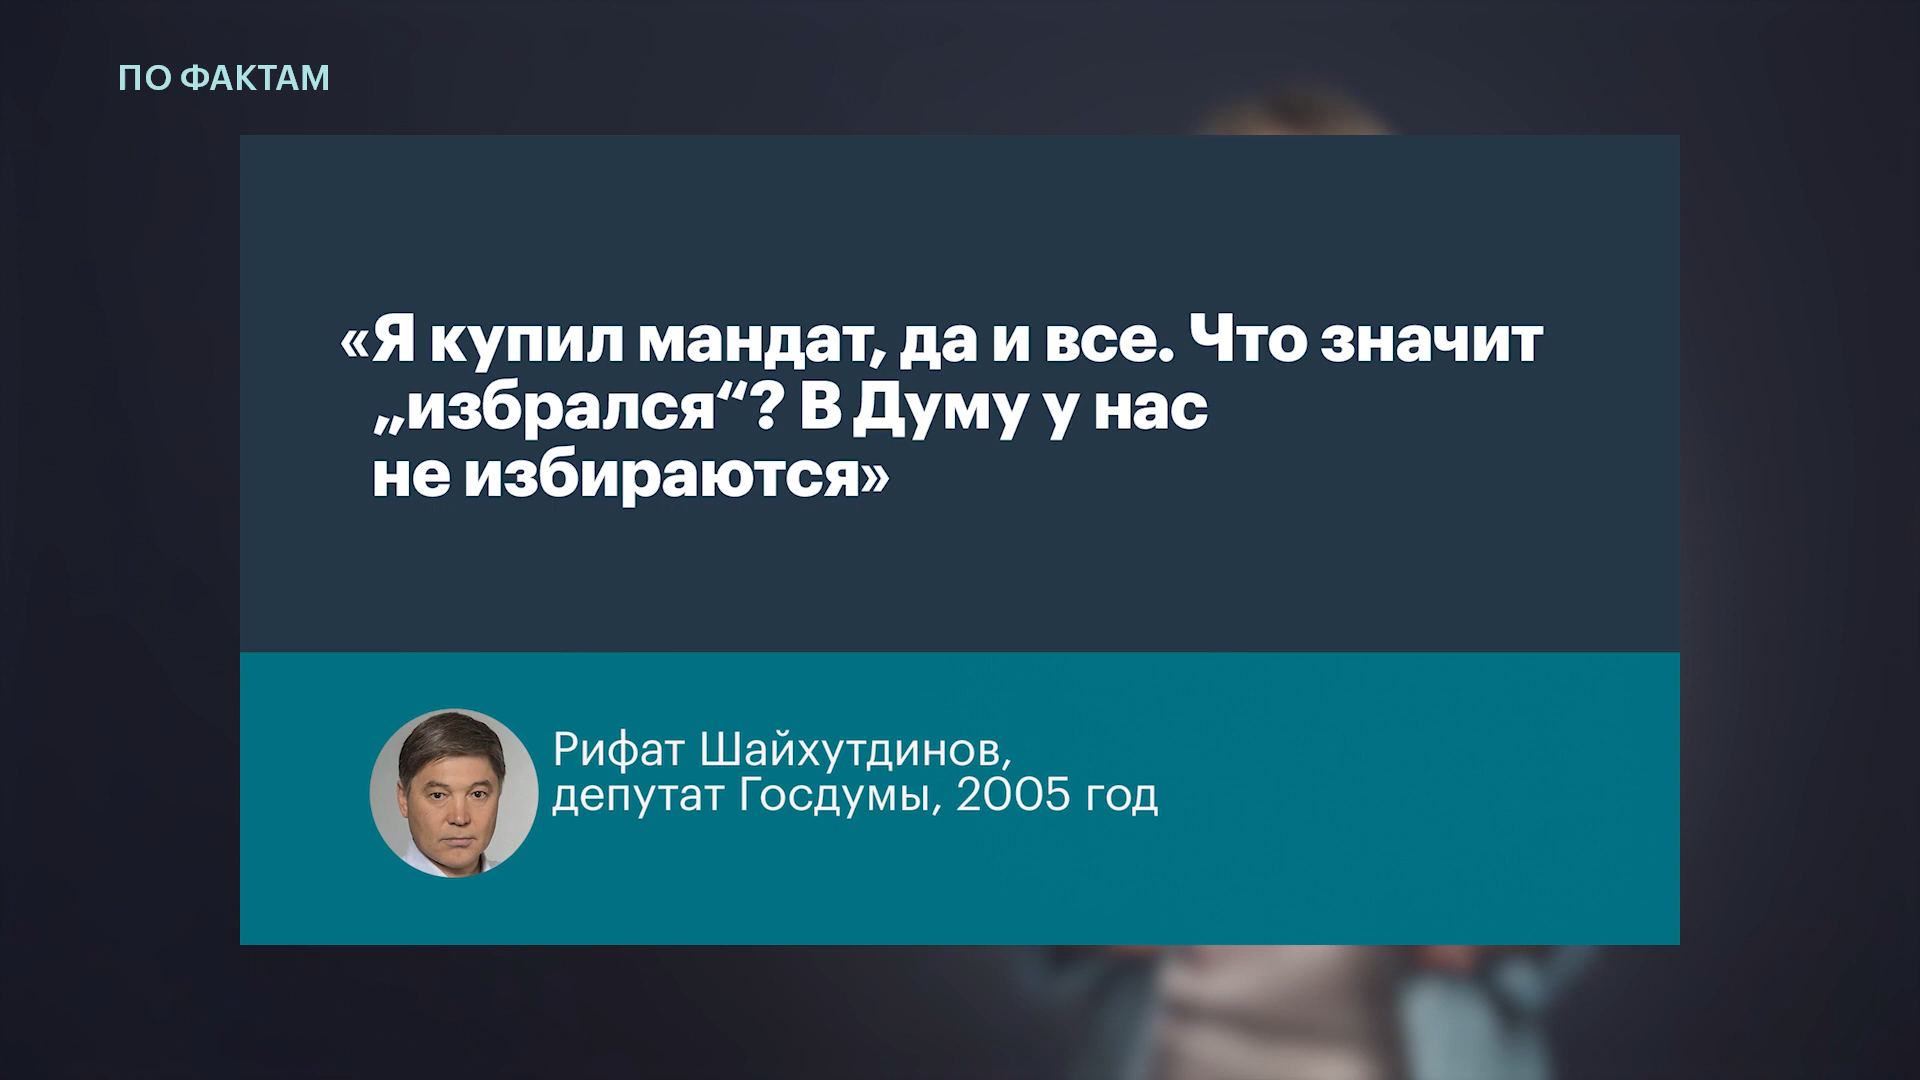 ПО ФАКТАМ
«Я купил мандат, да и все. Что значит
„избрался“? В Думу у нас
не избираются»
Рифат Шайхутдинов,
депутат Госдумы, 2005 год